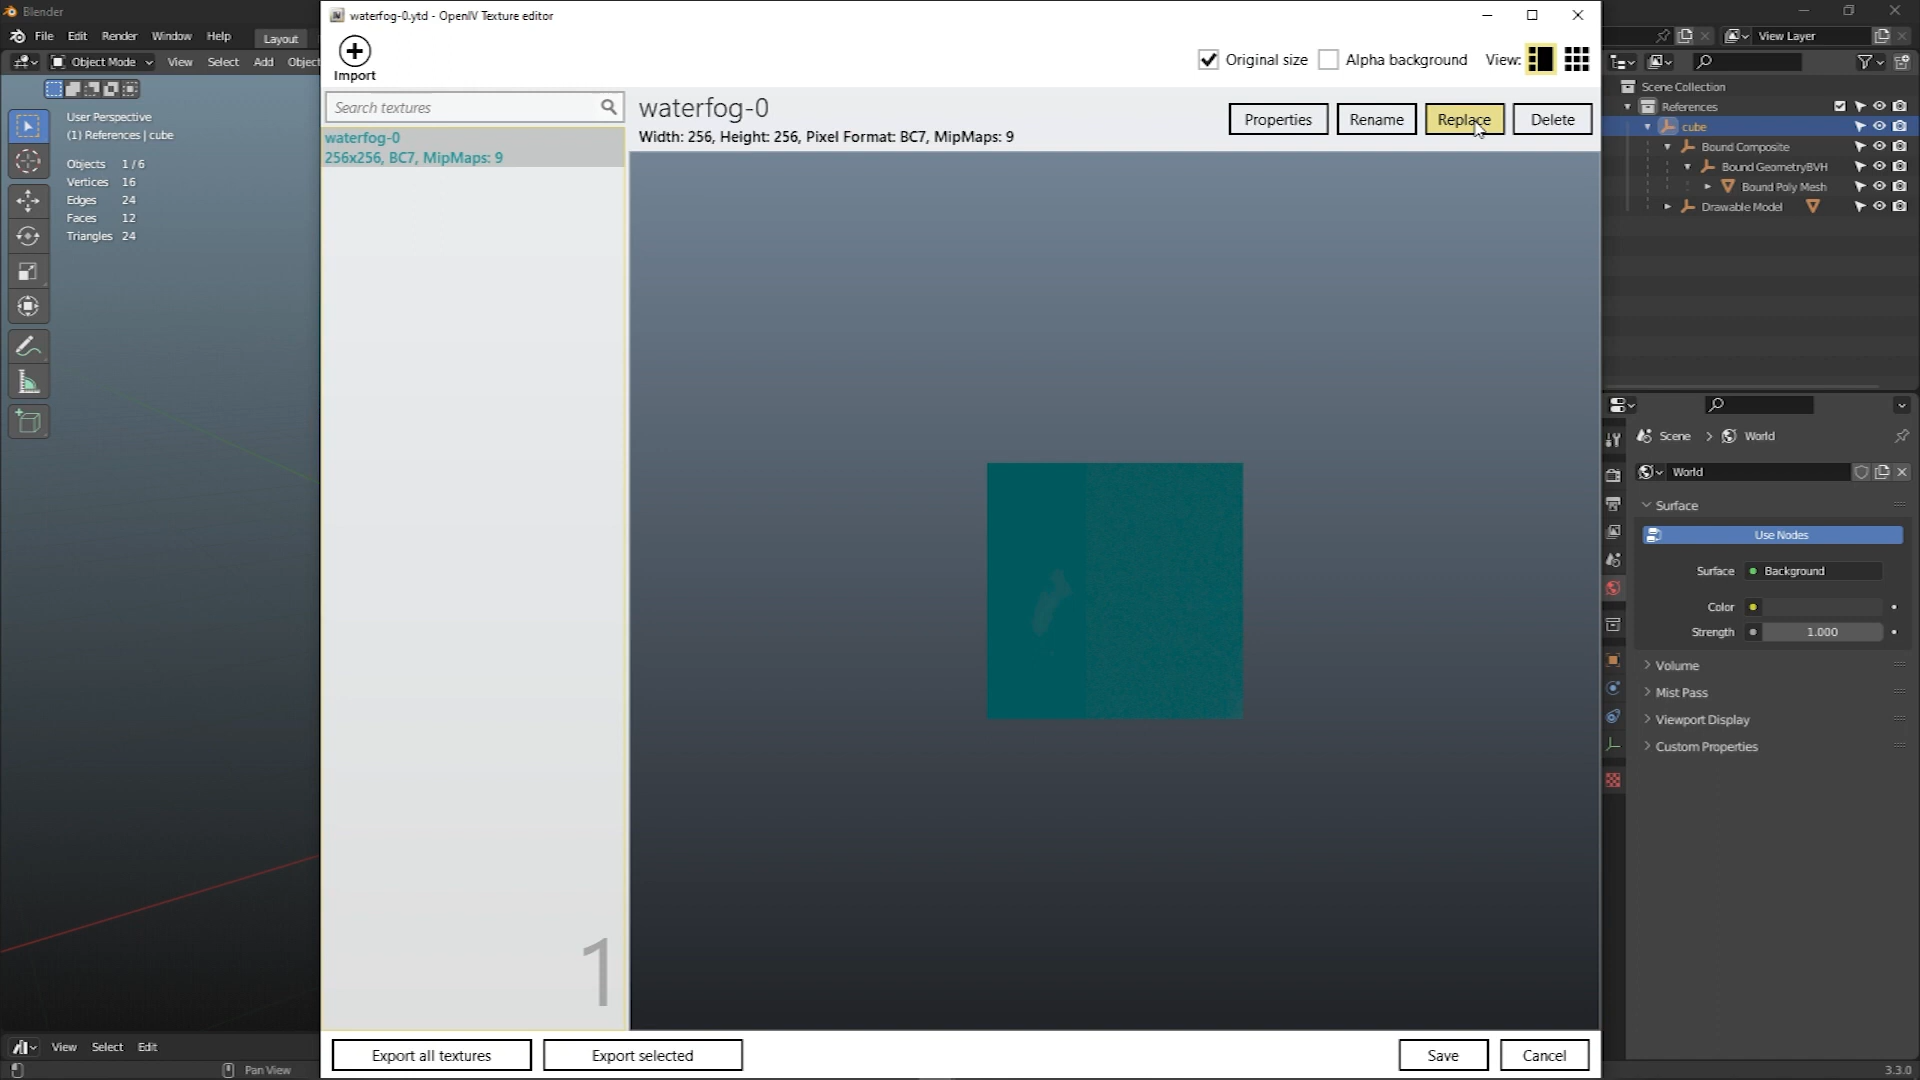 Blender
File Edit Render Window Help Layout
Object Mode View Select Add Object
User Perspective
(1) References | cube
Objects 1 / 6
Vertices 16
Edges 24
Faces 12
Triangles 24
View Select Edit
Pan View
waterfog-0.ytd - OpenIV Texture editor
Import
Original size Alpha background View:
Search textures
waterfog-0
256x256, BC7, MipMaps: 9
1
waterfog-0
Width: 256, Height: 256, Pixel Format: BC7, MipMaps: 9
Properties Rename Replace Delete
Export all textures Export selected Save Cancel
View Layer
Scene Collection
References
cube
Bound Composite
Bound GeometryBVH
Bound Poly Mesh
Drawable Model
Scene > World
World
Surface
Use Nodes
Surface Background
Color
Strength 1.000
Volume
Mist Pass
Viewport Display
Custom Properties
3.3.0